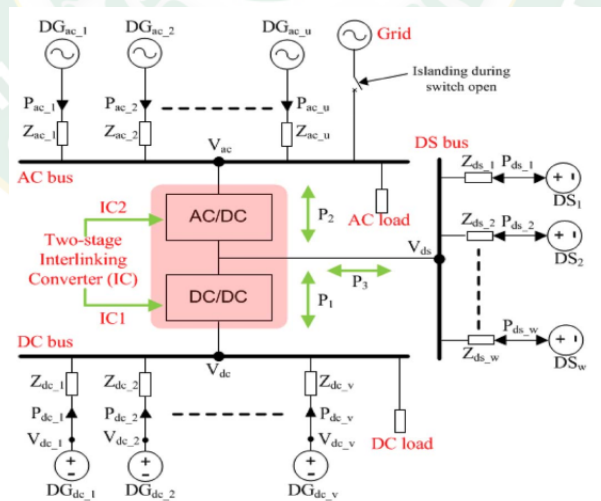 DGac_1
DGac_2
DGac_u
Grid
Islanding during
switch open
Pac_1
Pac_2
Pac_u
Zac_1
Zac_2
Zac_u
DS bus
Vac
AC bus
Zds_1
Pds_1
DS1
IC2
AC/DC
P2
AC load
Zds_2
Pds_2
DS2
Two-stage
Interlinking
Converter (IC)
Vds
P3
DC/DC
P1
IC1
Zds_w
Pds_w
DSw
DC bus
Vdc
Zdc_1
Zdc_2
Zdc_v
Pdc_1
Pdc_2
Pdc_v
DC load
Vdc_1
Vdc_2
Vdc_v
DGdc_1
DGdc_2
DGdc_v